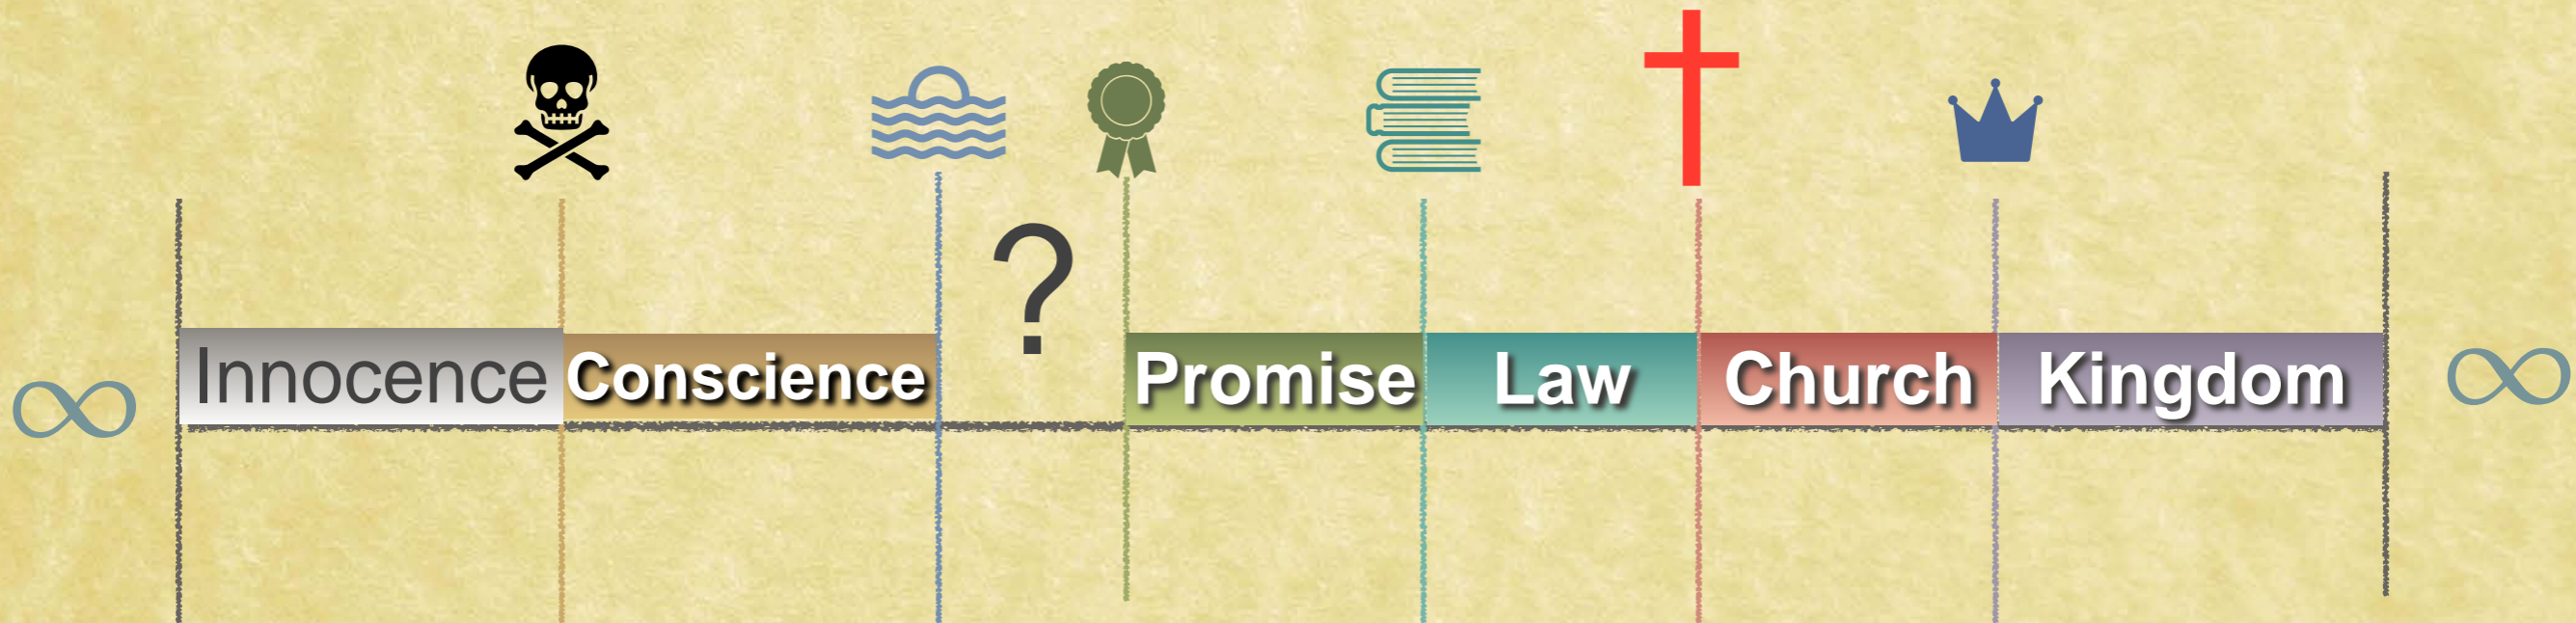 ∞ Innocence Conscience ? Promise Law Church Kingdom ∞